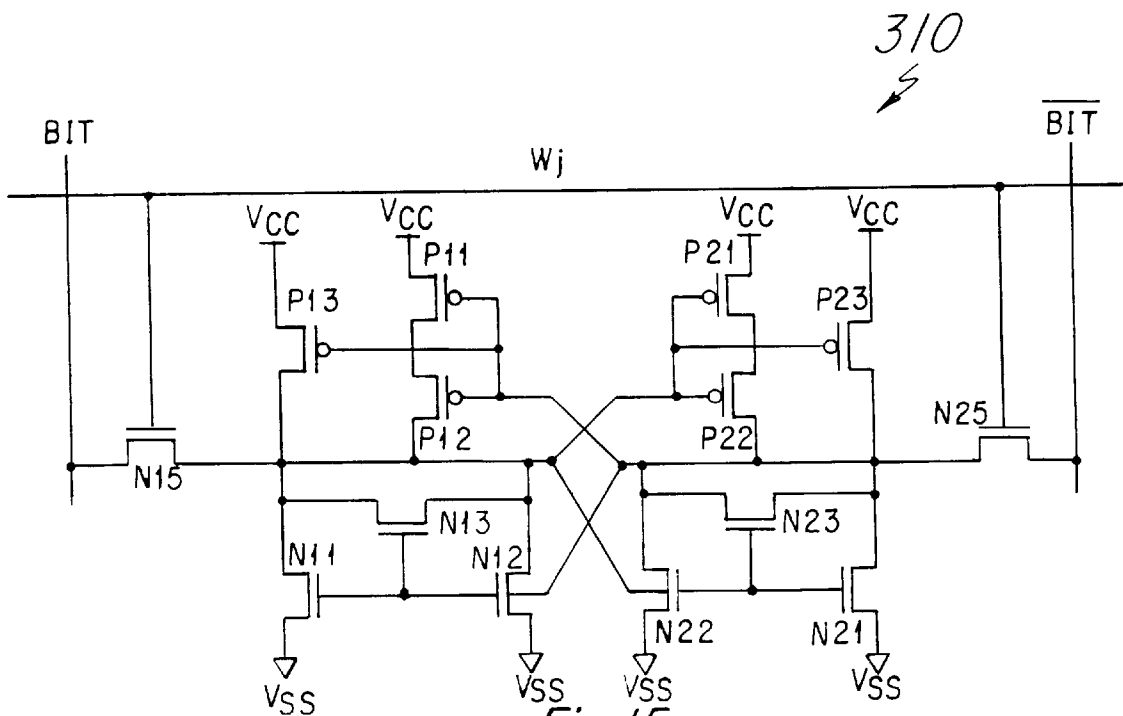 310
BIT
BIT
Wj
VCC
VCC
VCC
VCC
P11
P21
P13
P23
P12
P22
N15
N25
N13
N23
N11
N12
N22
N21
VSS
VSS
VSS
VSS